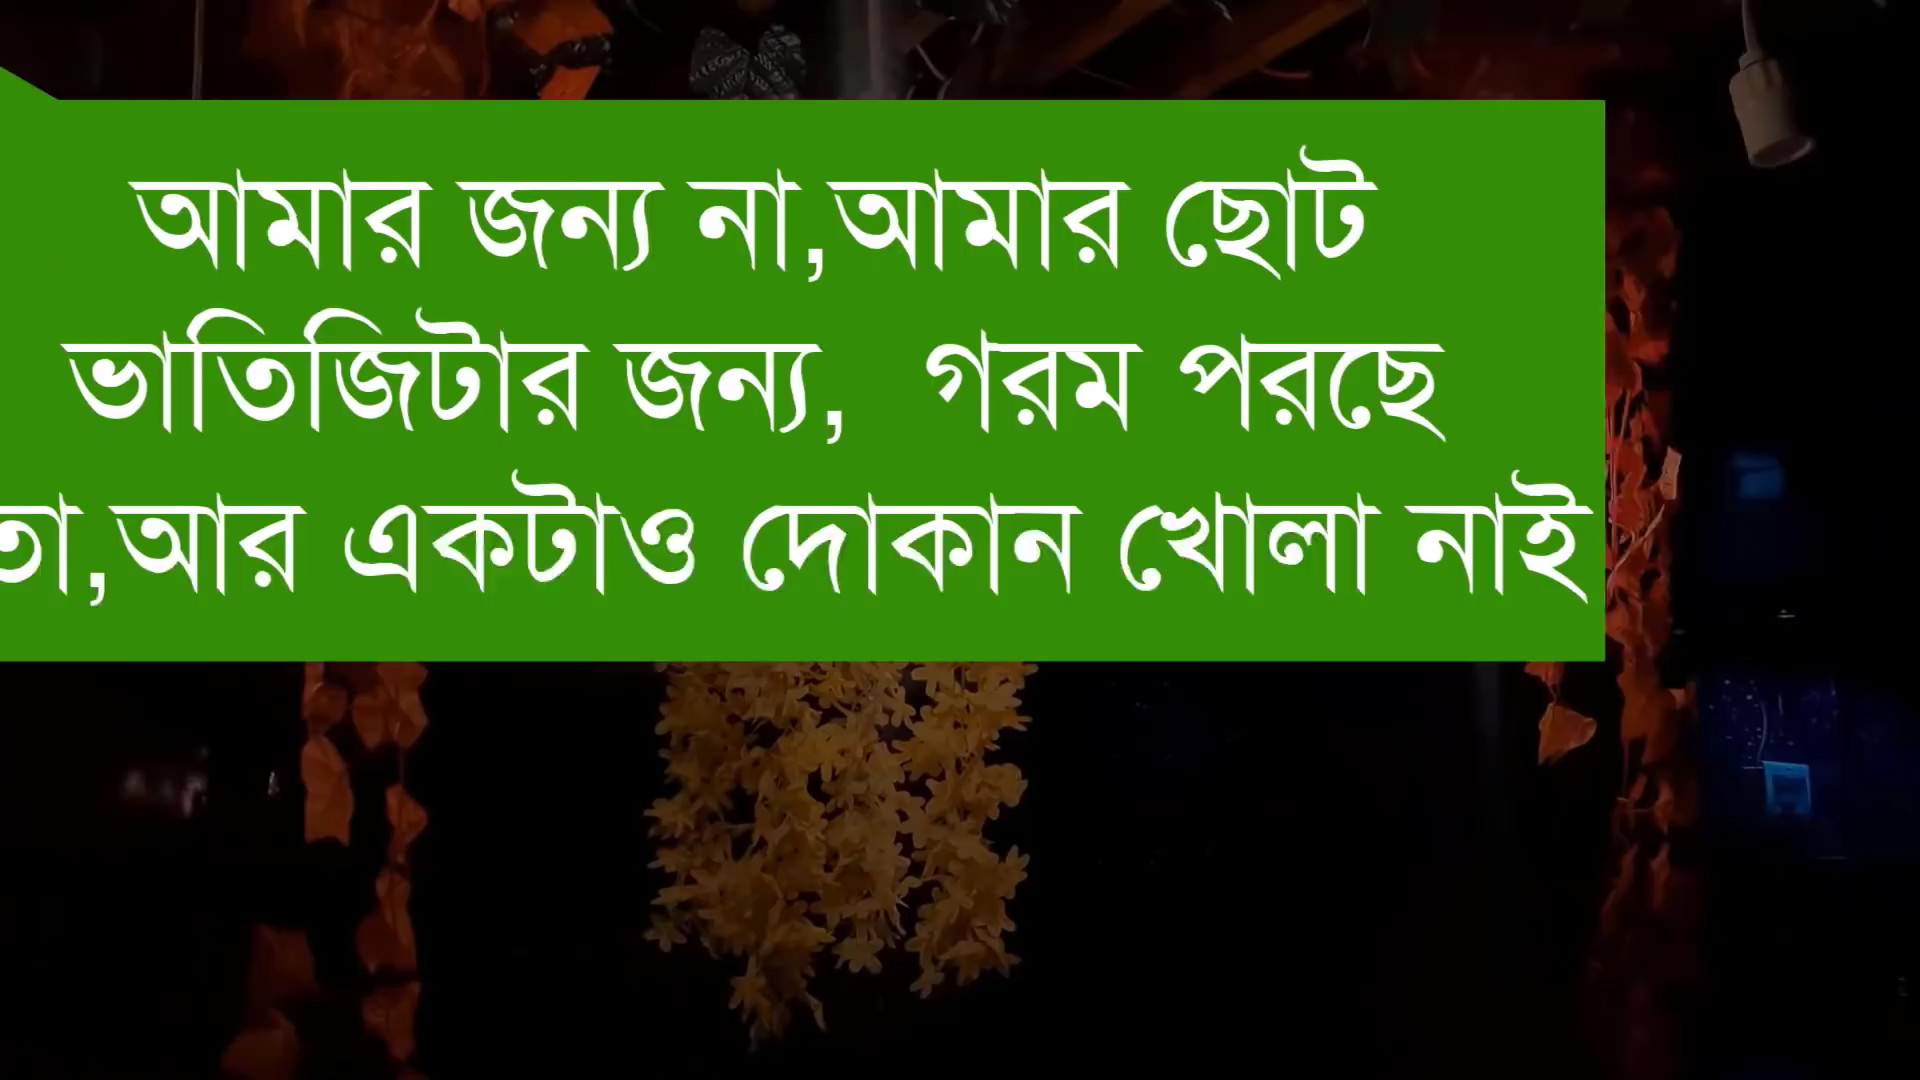 আমার জন্য না,আমার ছোট
ভাতিজিটার জন্য, গরম পরছে
তো,আর একটাও দোকান খোলা নাই